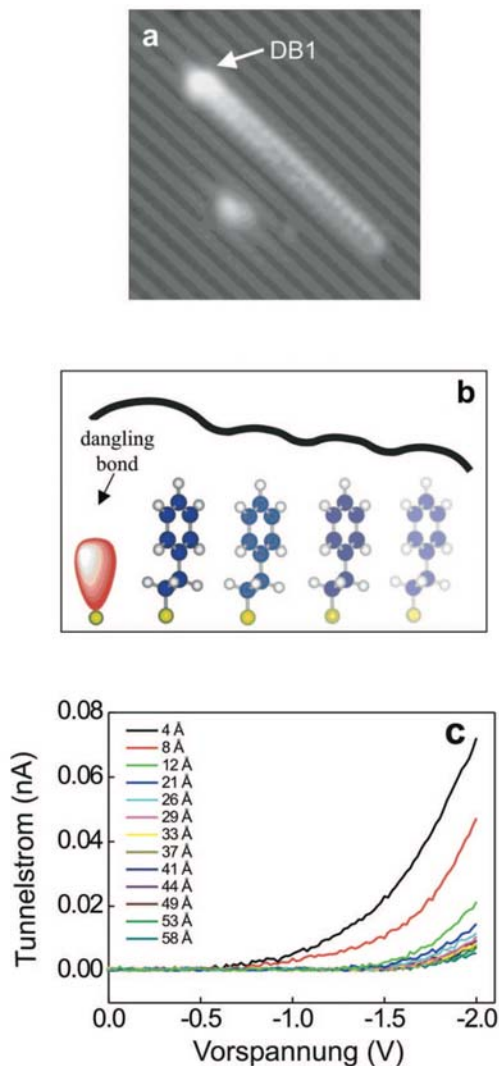 a
DB1
b
dangling
bond
c
0.08
0.06
0.04
0.02
0.00
Tunnelstrom (nA)
4 Å
8 Å
12 Å
21 Å
26 Å
29 Å
33 Å
37 Å
41 Å
44 Å
49 Å
53 Å
58 Å
0.0 -0.5 -1.0 -1.5 -2.0
Vorspannung (V)